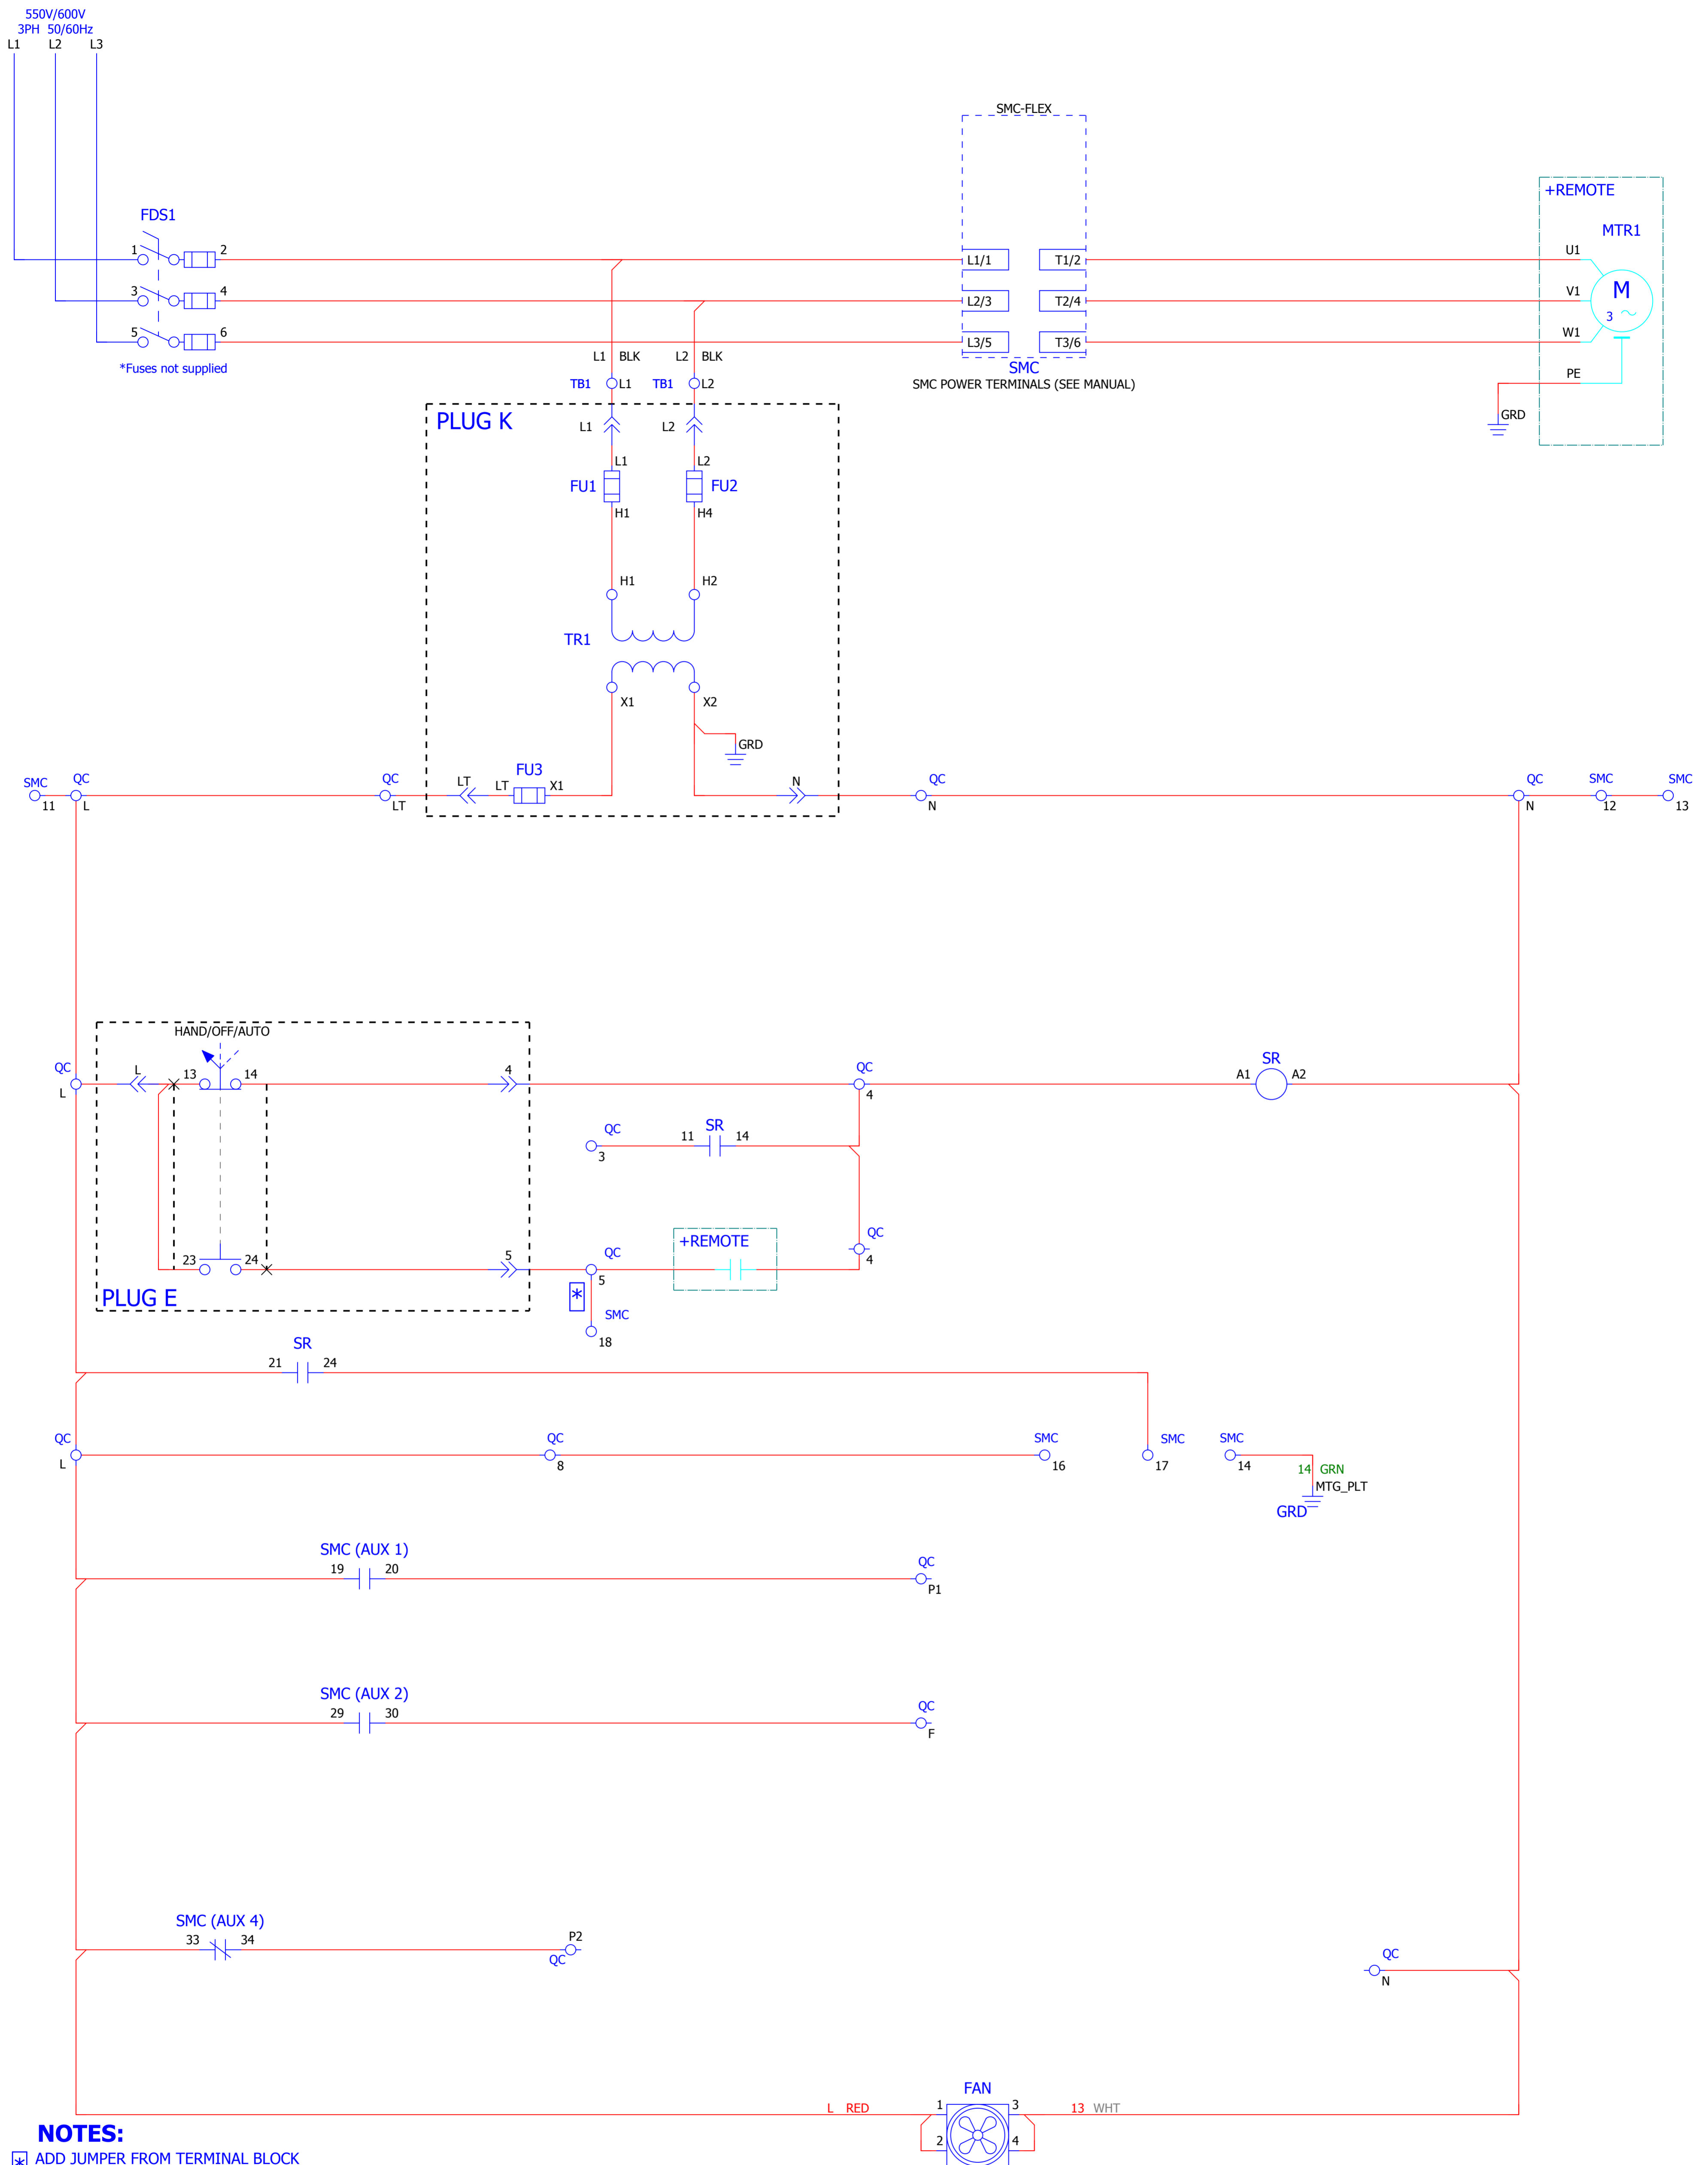 550V/600V
3PH 50/60Hz
L1 L2 L3
SMC-FLEX
+REMOTE
FDS1
MTR1
1 2
L1/1 T1/2
U1
3 4
L2/3 T2/4
V1
M
3
5 6
L3/5 T3/6
W1
*Fuses not supplied
L1 BLK L2 BLK
SMC
SMC POWER TERMINALS (SEE MANUAL)
PE
TB1 L1 TB1 L2
GRD
PLUG K
L1 L2
L1 L2
FU1 FU2
H1 H4
H1 H2
TR1
X1 X2
GRD
SMC QC QC LT LT FU3 X1 N QC QC SMC SMC
11 L LT N N 12 13
HAND/OFF/AUTO
QC L 13 14 4 QC SR
L 4 A1 A2
QC 11 SR 14
3
QC
4
+REMOTE
23 24 5 QC
5
PLUG E
*
SMC
18
SR
21 24
QC QC SMC SMC SMC
L 8 16 17 14
14 GRN
MTG_PLT
GRD
SMC (AUX 1)
19 20 QC
P1
SMC (AUX 2)
29 30 QC
F
SMC (AUX 4)
33 34 P2
QC
QC
N
FAN
L RED 1 3 13 WHT
2 4
NOTES:
* ADD JUMPER FROM TERMINAL BLOCK